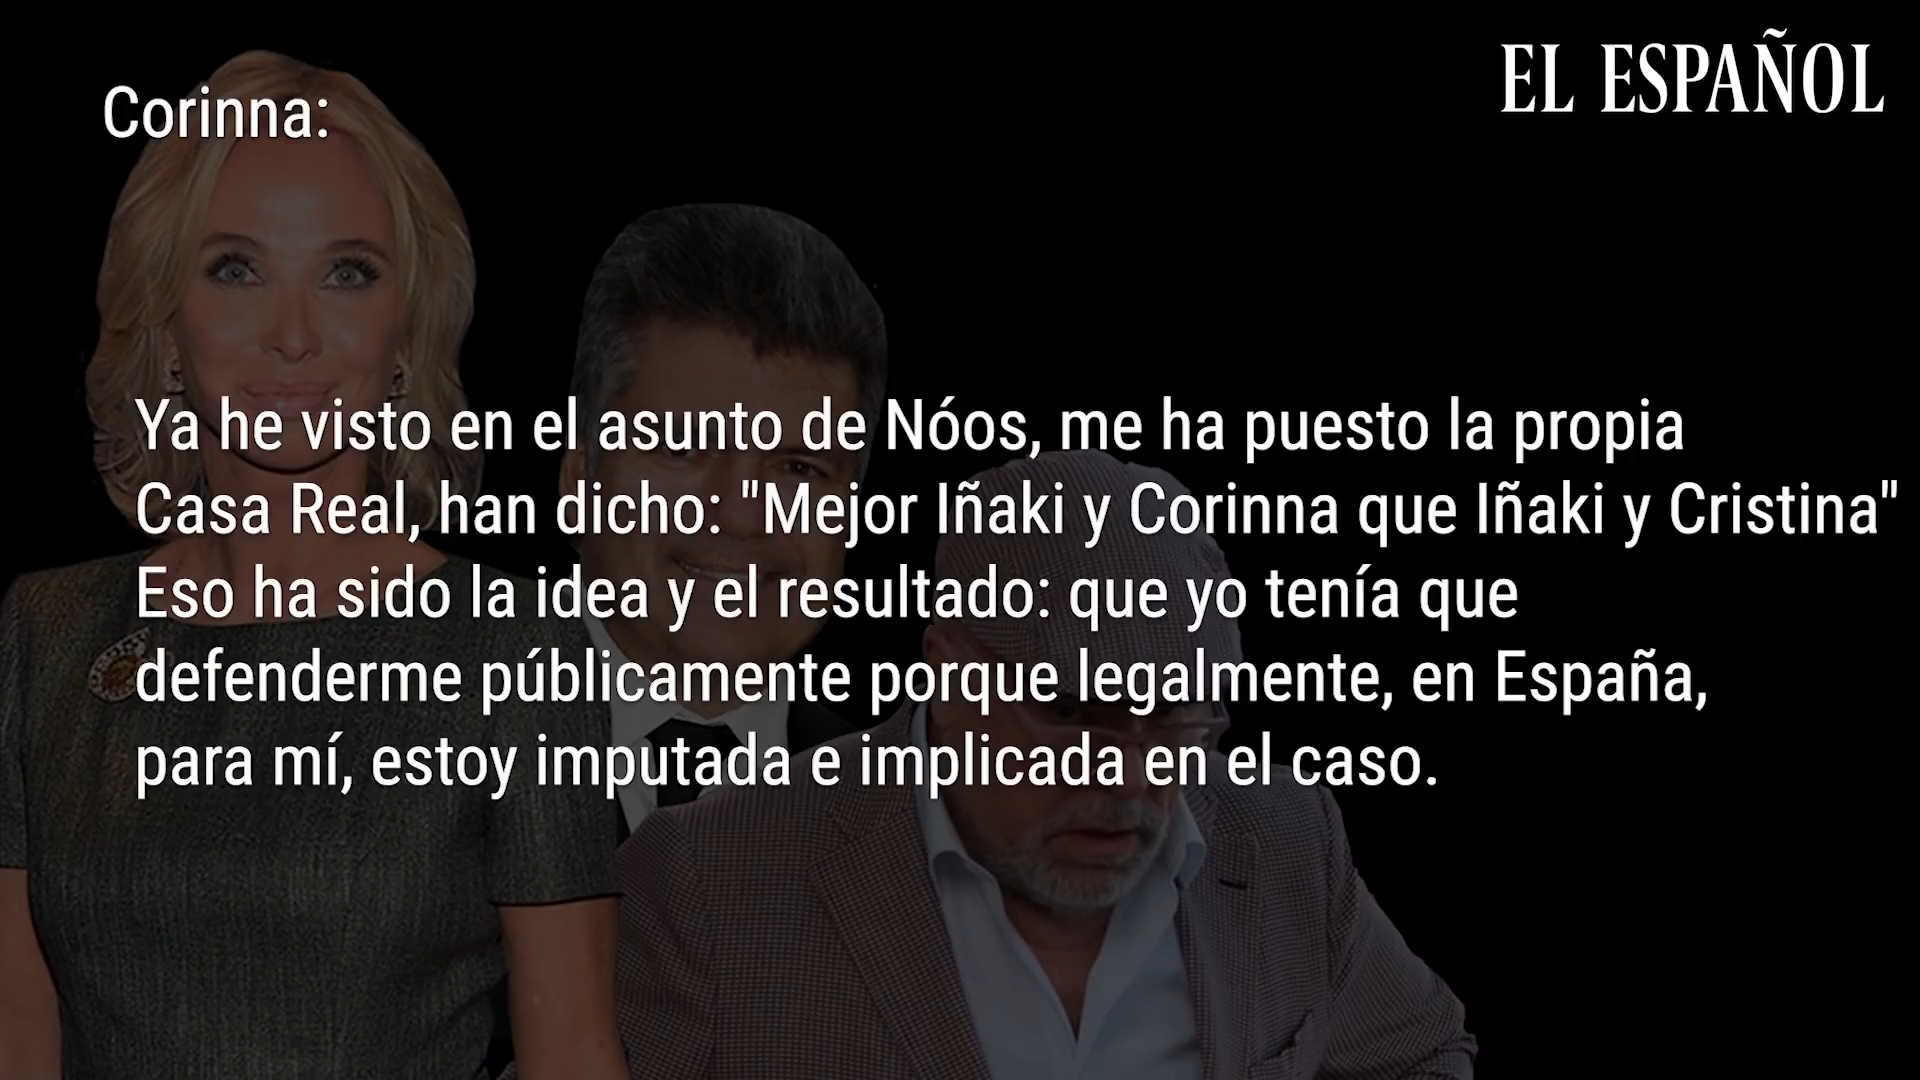 EL ESPAÑOL
Corinna:
Ya he visto en el asunto de Nóos, me ha puesto la propia
Casa Real, han dicho: "Mejor Iñaki y Corinna que Iñaki y Cristina"
Eso ha sido la idea y el resultado: que yo tenía que
defenderme públicamente porque legalmente, en España,
para mí, estoy imputada e implicada en el caso.